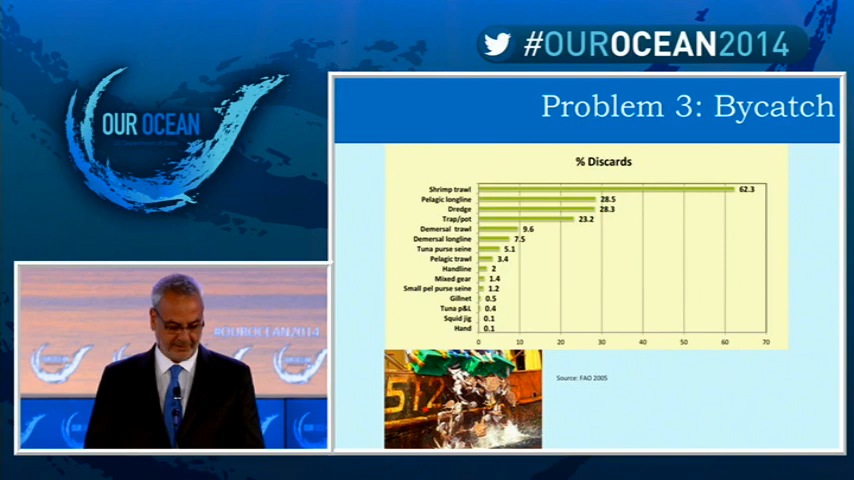 #OUROCEAN2014
OUR OCEAN
Problem 3: Bycatch
% Discards
Shrimp trawl 62.3
Pelagic longline 28.5
Dredge 28.3
Trap/pot 23.2
Demersal trawl 9.6
Demersal longline 7.5
Tuna purse seine 5.1
Pelagic trawl 3.4
Handline 2
Mixed gear 1.4
Small pel purse seine 1.2
Gillnet 0.5
Tuna p&L 0.4
Squid jig 0.1
Hand 0.1
0 10 20 30 40 50 60 70
#OUROCEAN2014
512
Source: FAO 2005